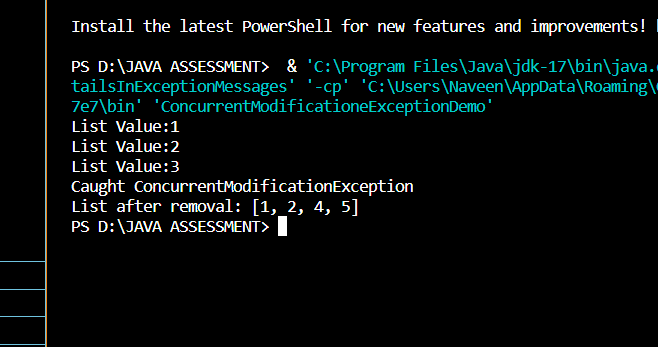 Install the latest PowerShell for new features and improvements!
PS D:\JAVA ASSESSMENT>  & 'C:\Program Files\Java\jdk-17\bin\java.
tailsInExceptionMessages' '-cp' 'C:\Users\Naveen\AppData\Roaming\
7e7\bin' 'ConcurrentModificationeExceptionDemo'
List Value:1
List Value:2
List Value:3
Caught ConcurrentModificationException
List after removal: [1, 2, 4, 5]
PS D:\JAVA ASSESSMENT>